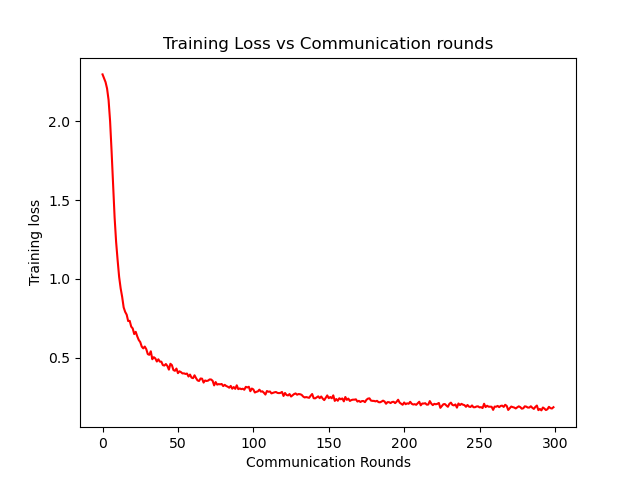 Training Loss vs Communication rounds
2.0
1.5
1.0
0.5
Training loss
0 50 100 150 200 250 300
Communication Rounds